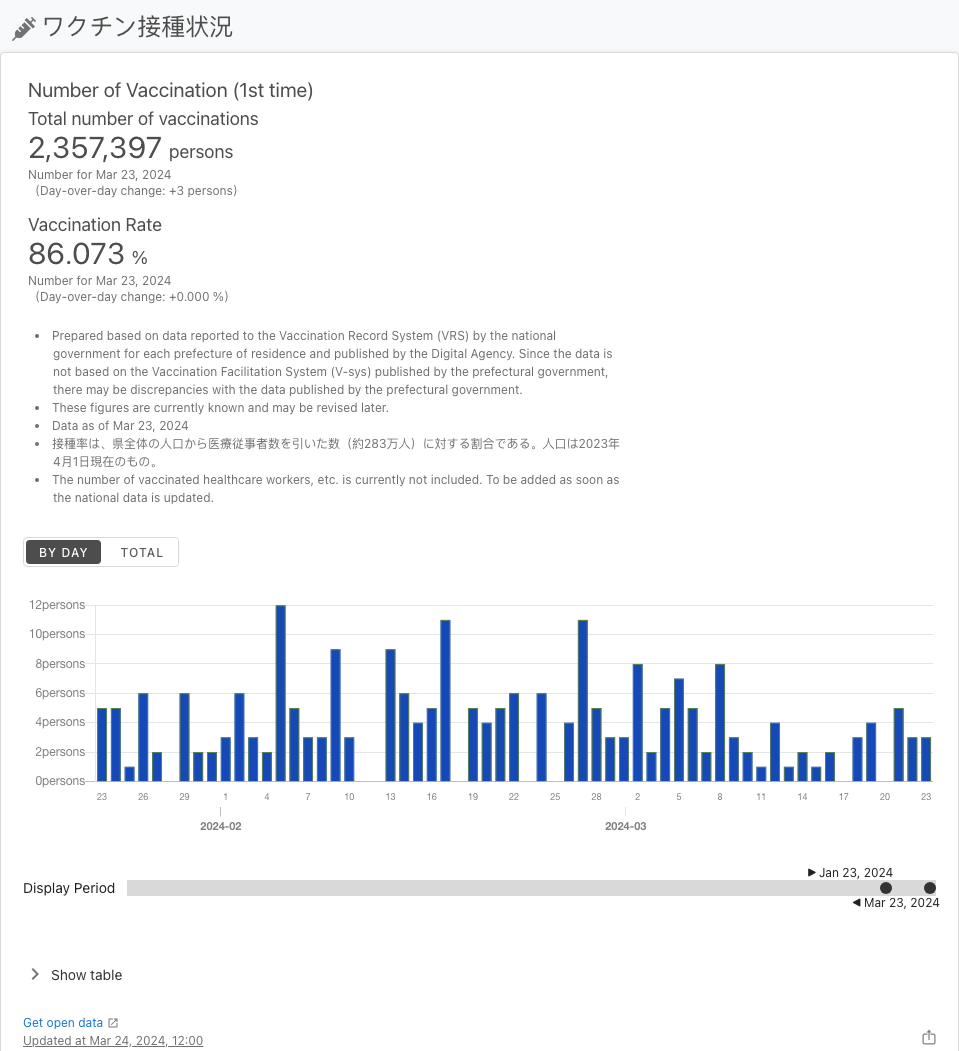 ワクチン接種状況
Number of Vaccination (1st time)
Total number of vaccinations
2,357,397 persons
Number for Mar 23, 2024
(Day-over-day change: +3 persons)
Vaccination Rate
86.073 %
Number for Mar 23, 2024
(Day-over-day change: +0.000 %)
• Prepared based on data reported to the Vaccination Record System (VRS) by the national
government for each prefecture of residence and published by the Digital Agency. Since the data is
not based on the Vaccination Facilitation System (V-sys) published by the prefectural government,
there may be discrepancies with the data published by the prefectural government.
• These figures are currently known and may be revised later.
• Data as of Mar 23, 2024
• 接種率は、県全体の人口から医療従事者数を引いた数（約283万人）に対する割合である。人口は2023年
4月1日現在のもの。
• The number of vaccinated healthcare workers, etc. is currently not included. To be added as soon as
the national data is updated.
BY DAY TOTAL
12persons
10persons
8persons
6persons
4persons
2persons
0persons
23 26 29 1 4 7 10 13 16 19 22 25 28 2 5 8 11 14 17 20 23
2024-02 2024-03
▶ Jan 23, 2024
Display Period
◀ Mar 23, 2024
Show table
Get open data
Updated at Mar 24, 2024, 12:00